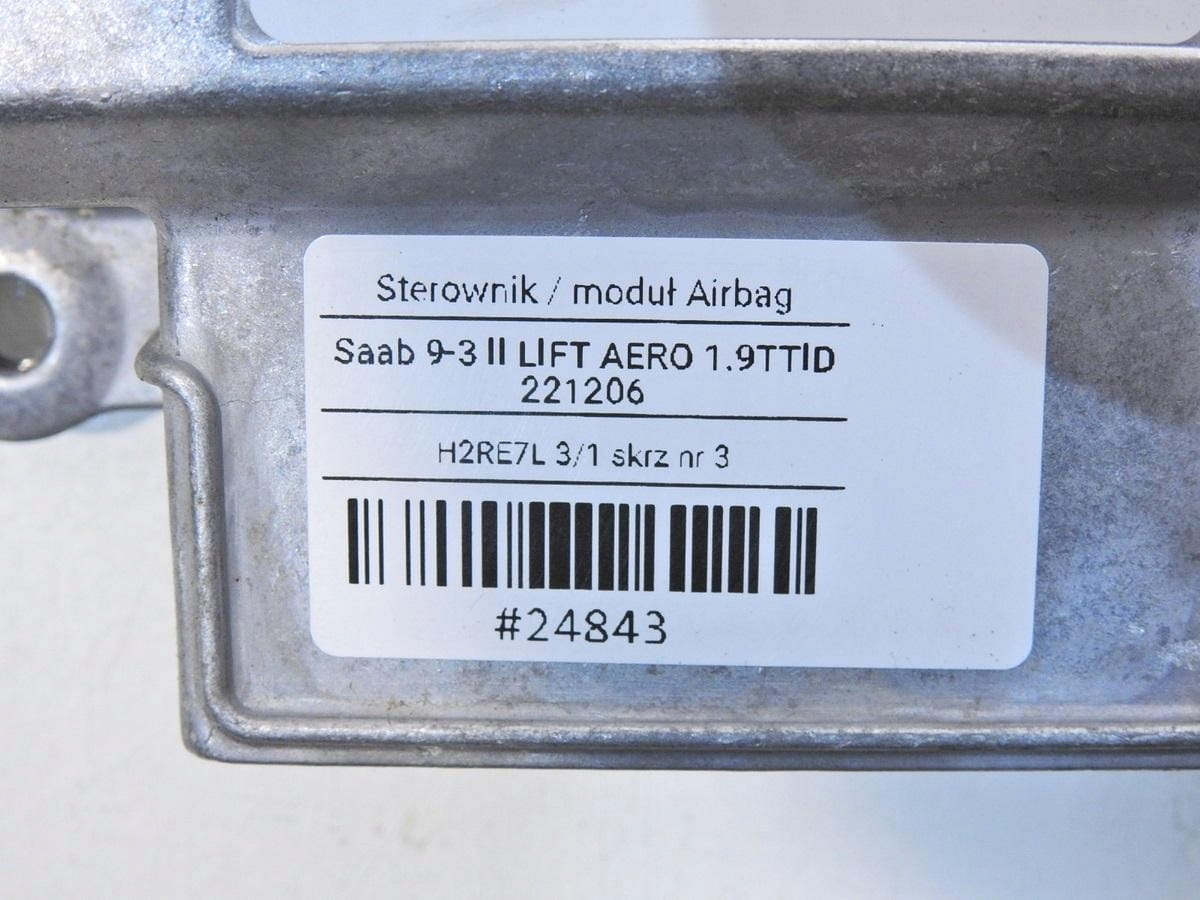 Sterownik / moduł Airbag
Saab 9-3 II LIFT AERO 1.9TTID
221206
H2RE7L 3/1 skrz nr 3
#24843